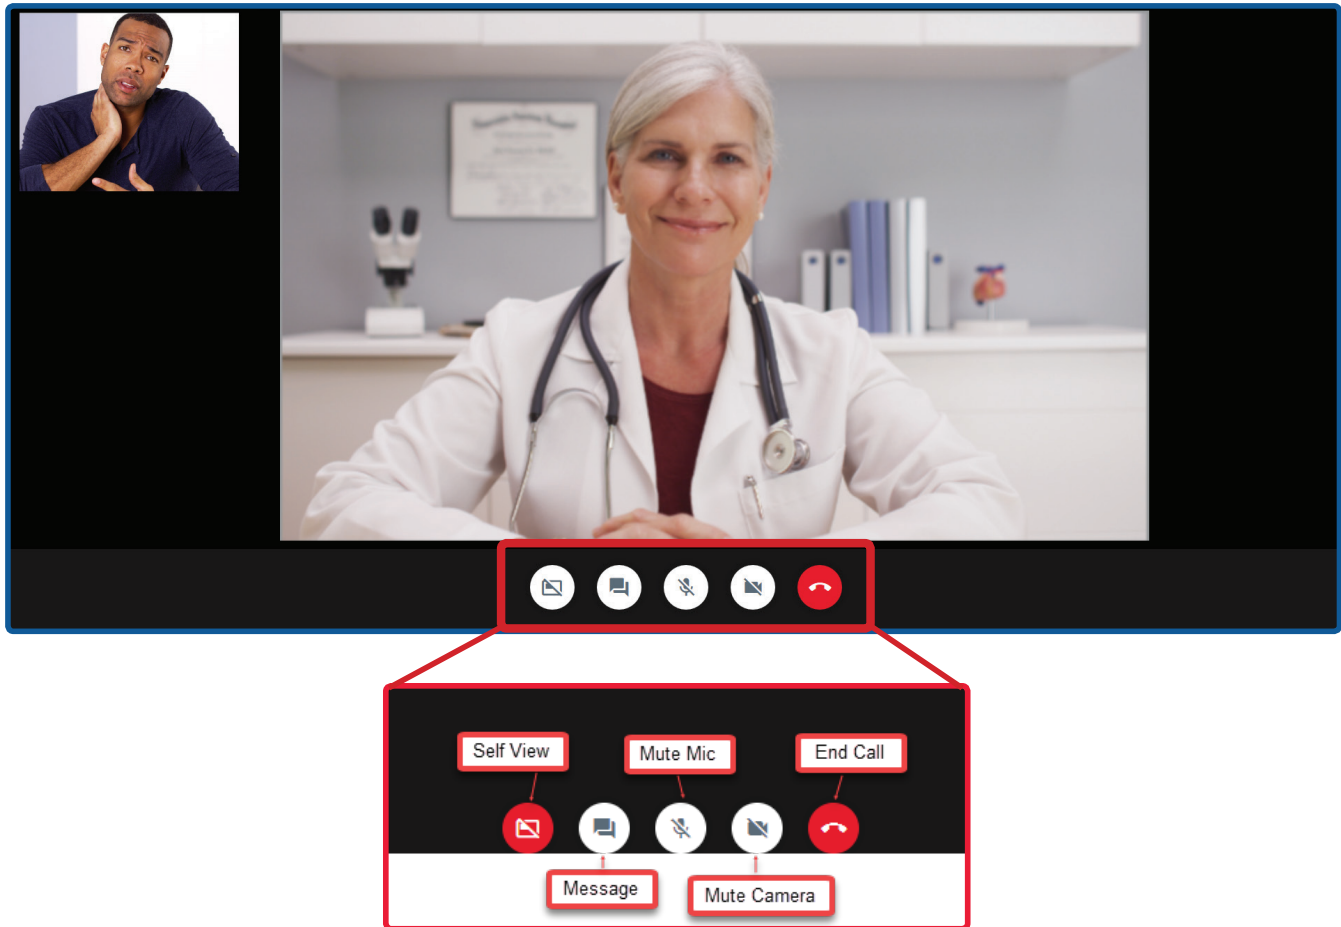 Self View
Mute Mic
End Call
Message
Mute Camera